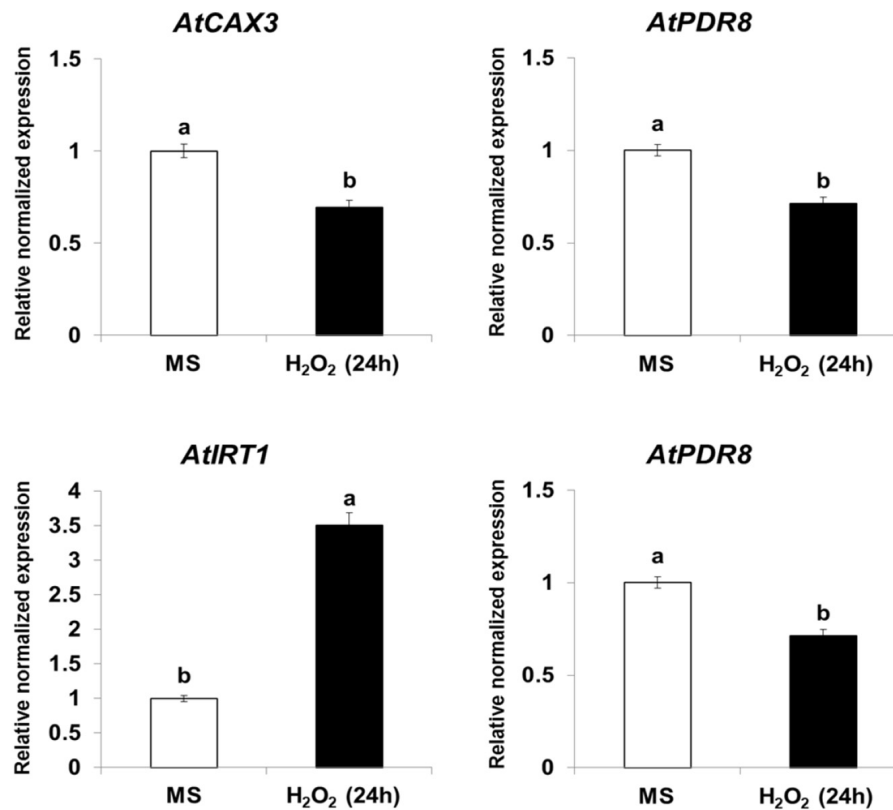 AtCAX3
Relative normalized expression
1.5
1
0.5
0
a
b
MS
H₂O₂ (24h)
AtPDR8
Relative normalized expression
1.5
1
0.5
0
a
b
MS
H₂O₂ (24h)
AtIRT1
Relative normalized expression
4
3.5
3
2.5
2
1.5
1
0.5
0
b
a
MS
H₂O₂ (24h)
AtPDR8
Relative normalized expression
1.5
1
0.5
0
a
b
MS
H₂O₂ (24h)